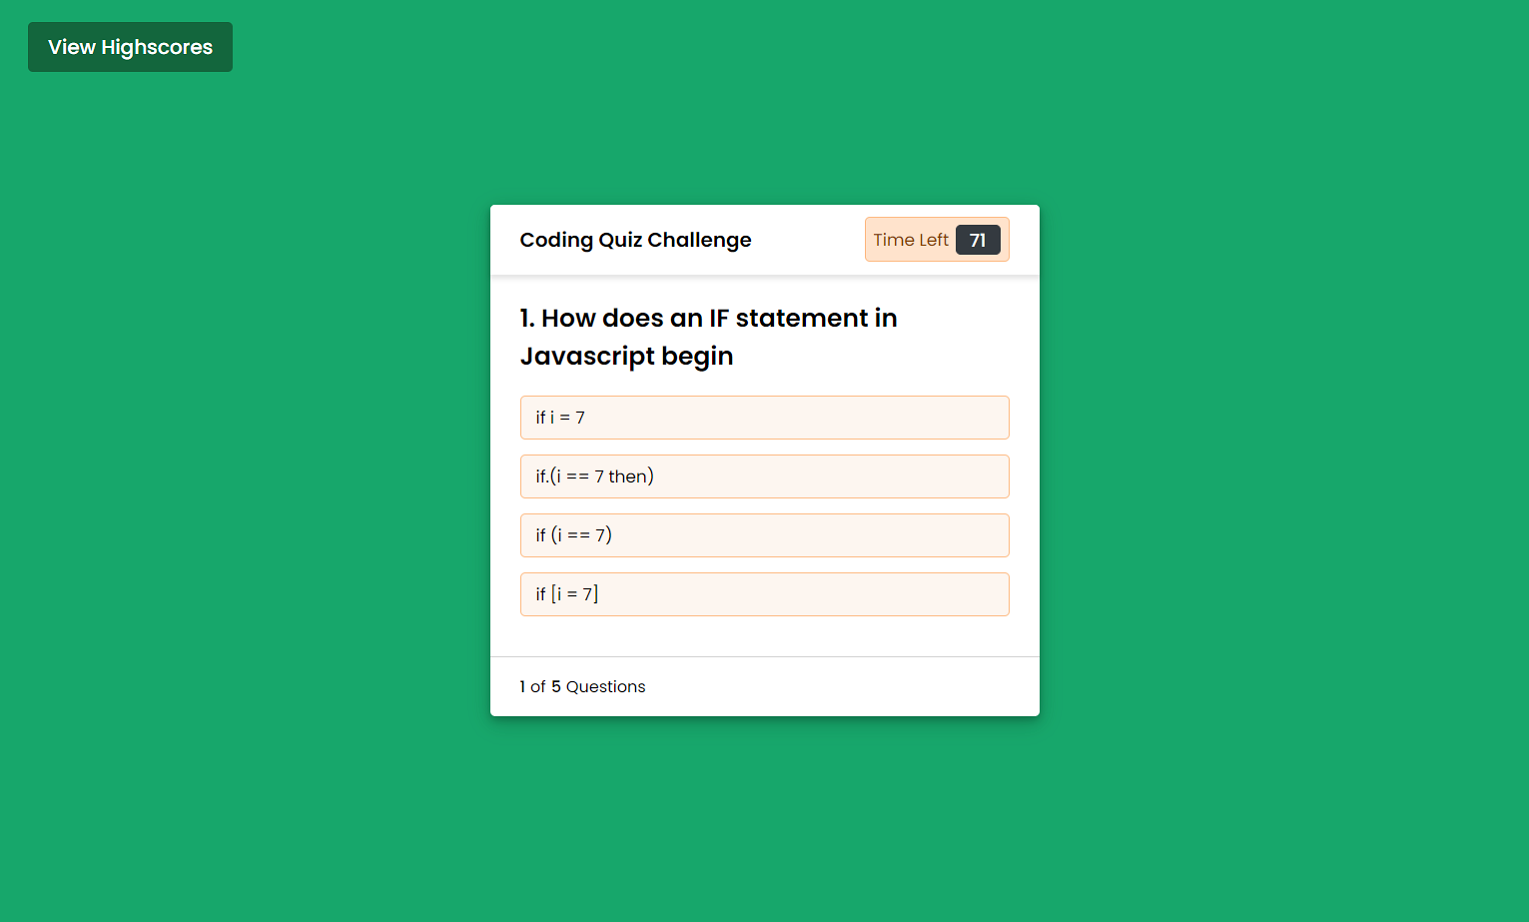 View Highscores
Coding Quiz Challenge
Time Left 71
1. How does an IF statement in
Javascript begin
if i = 7
if.(i == 7 then)
if (i == 7)
if [i = 7]
1 of 5 Questions